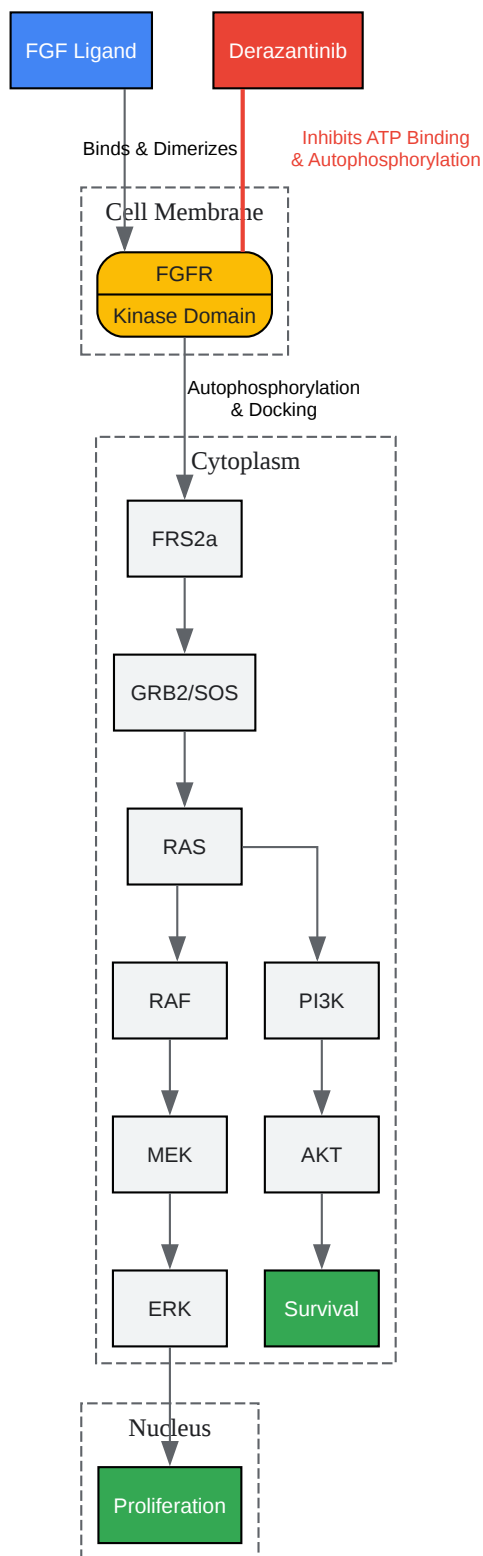 FGF Ligand
Derazantinib
Binds & Dimerizes
Inhibits ATP Binding
& Autophosphorylation
Cell Membrane
FGFR
Kinase Domain
Autophosphorylation
& Docking
Cytoplasm
FRS2a
GRB2/SOS
RAS
RAF
PI3K
MEK
AKT
ERK
Survival
Nucleus
Proliferation